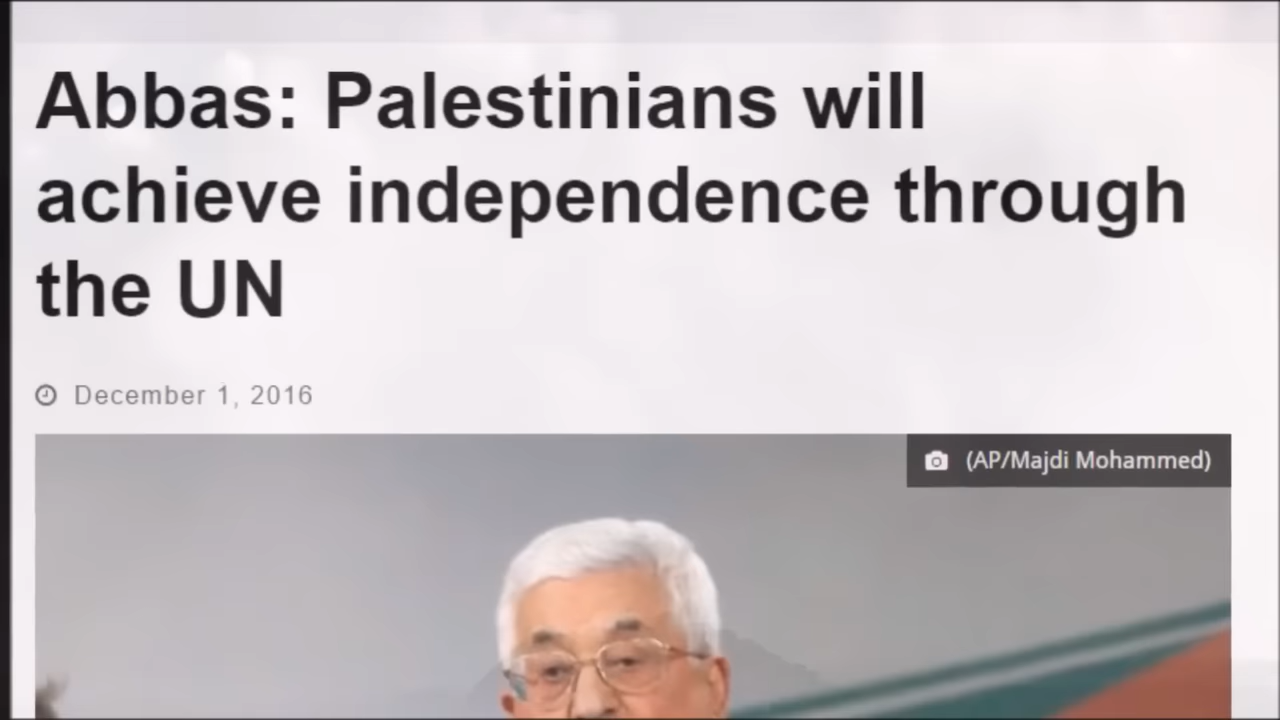 Abbas: Palestinians will
achieve independence through
the UN
December 1, 2016
(AP/Majdi Mohammed)